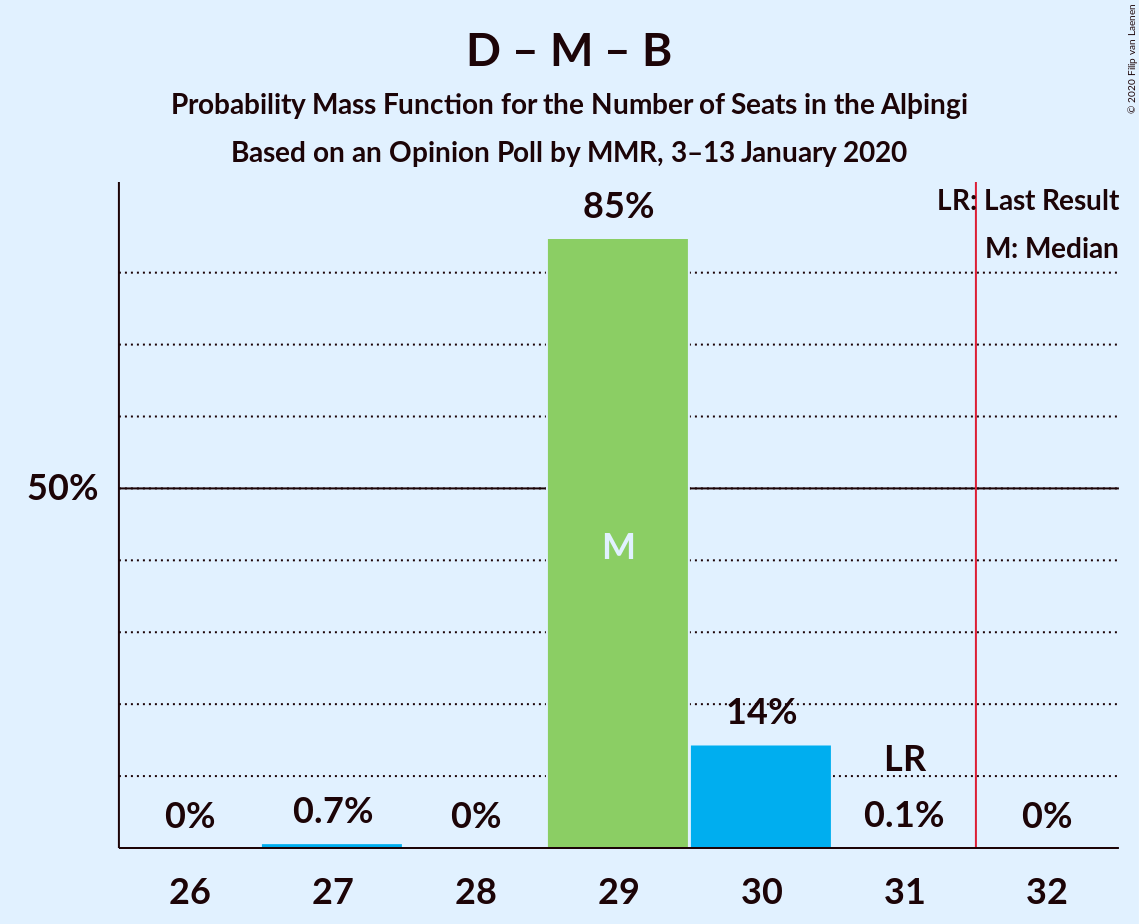 D – M – B
Probability Mass Function for the Number of Seats in the Alþingi
Based on an Opinion Poll by MMR, 3–13 January 2020
© 2020 Filip van Laenen
LR: Last Result
M: Median
85%
50%
M
14%
LR
0%
0.7%
0%
0.1%
0%
26
27
28
29
30
31
32